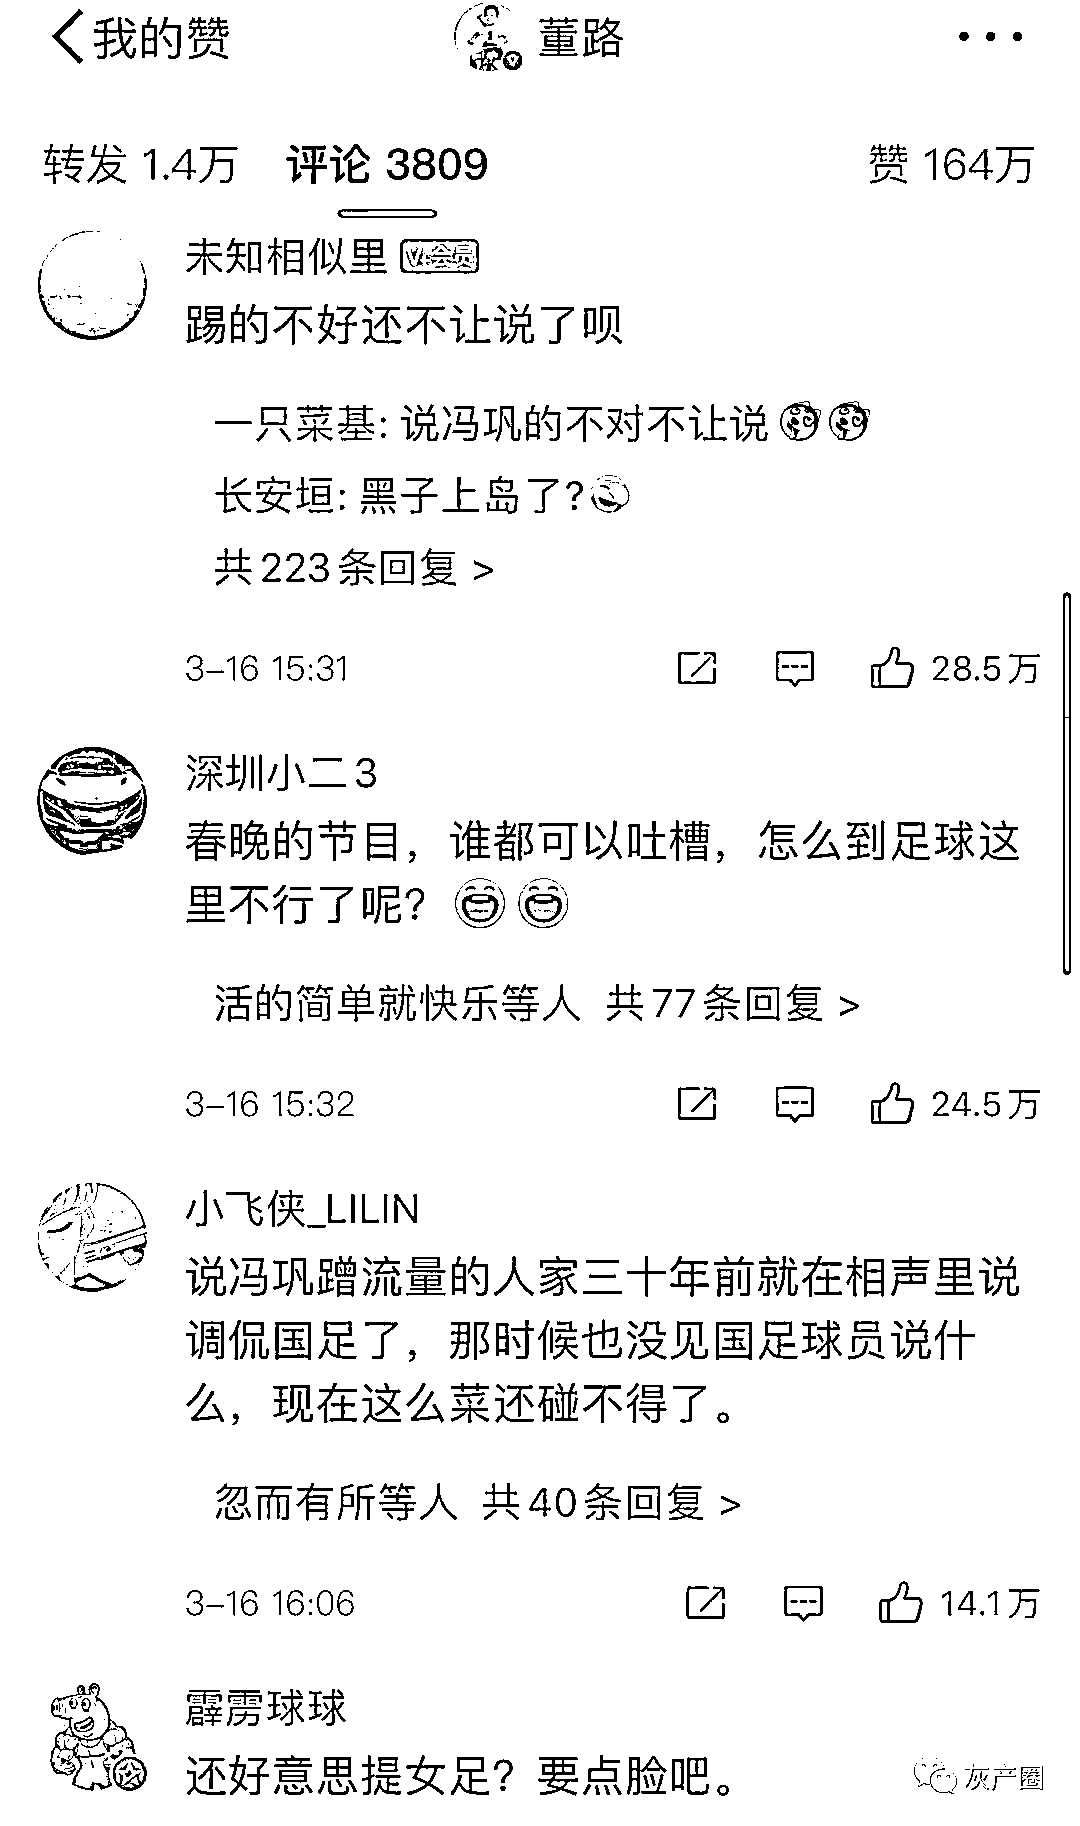 我的赞
董路
转发 1.4万 评论 3809 赞 164万
未知相似里 V会员
踢的不好还不让说了呗
一只菜基: 说冯巩的不对不让说
长安垣: 黑子上岛了?
共223条回复 >
3-16 15:31 28.5万
深圳小二3
春晚的节目，谁都可以吐槽，怎么到足球这
里不行了呢？
活的简单就快乐等人 共77条回复 >
3-16 15:32 24.5万
小飞侠_LILIN
说冯巩蹭流量的人家三十年前就在相声里说
调侃国足了，那时候也没见国足球员说什
么，现在这么菜还碰不得了。
忽而有所等人 共40条回复 >
3-16 16:06 14.1万
霹雳球球
还好意思提女足？要点脸吧。
灰产圈